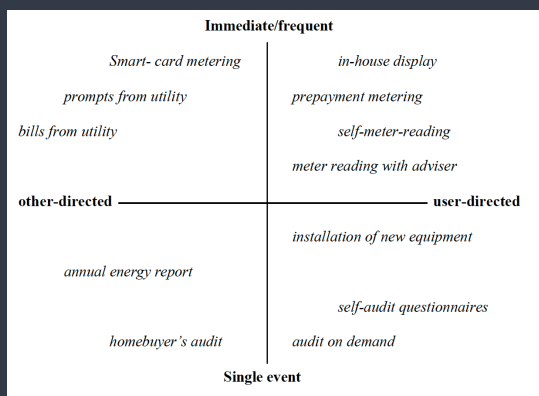 Immediate/frequent
Smart- card metering
in-house display
prompts from utility
prepayment metering
bills from utility
self-meter-reading
meter reading with adviser
other-directed
user-directed
installation of new equipment
annual energy report
self-audit questionnaires
homebuyer's audit
audit on demand
Single event